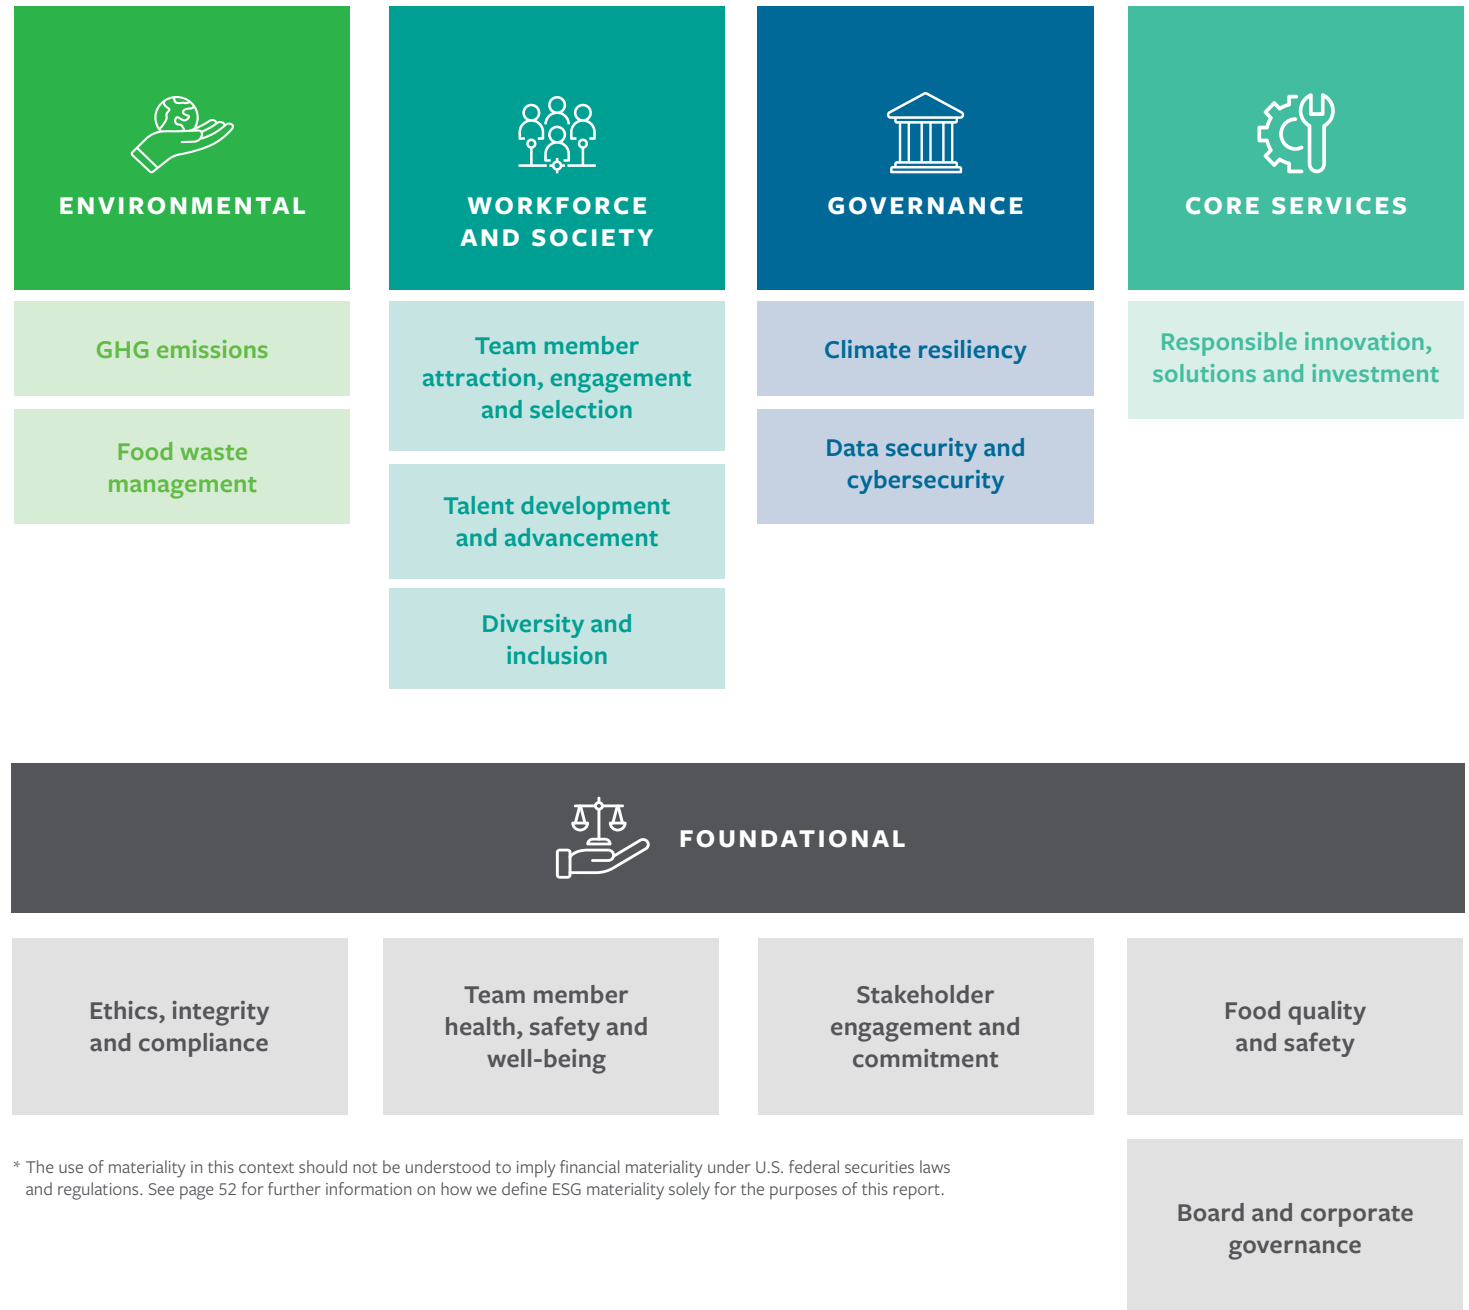 ENVIRONMENTAL
GHG emissions
Food waste
management
WORKFORCE
AND SOCIETY
Team member
attraction, engagement
and selection
Talent development
and advancement
Diversity and
inclusion
GOVERNANCE
Climate resiliency
Data security and
cybersecurity
CORE SERVICES
Responsible innovation,
solutions and investment
FOUNDATIONAL
Ethics, integrity
and compliance
Team member
health, safety and
well-being
Stakeholder
engagement and
commitment
Food quality
and safety
Board and corporate
governance
* The use of materiality in this context should not be understood to imply financial materiality under U.S. federal securities laws
and regulations. See page 52 for further information on how we define ESG materiality solely for the purposes of this report.